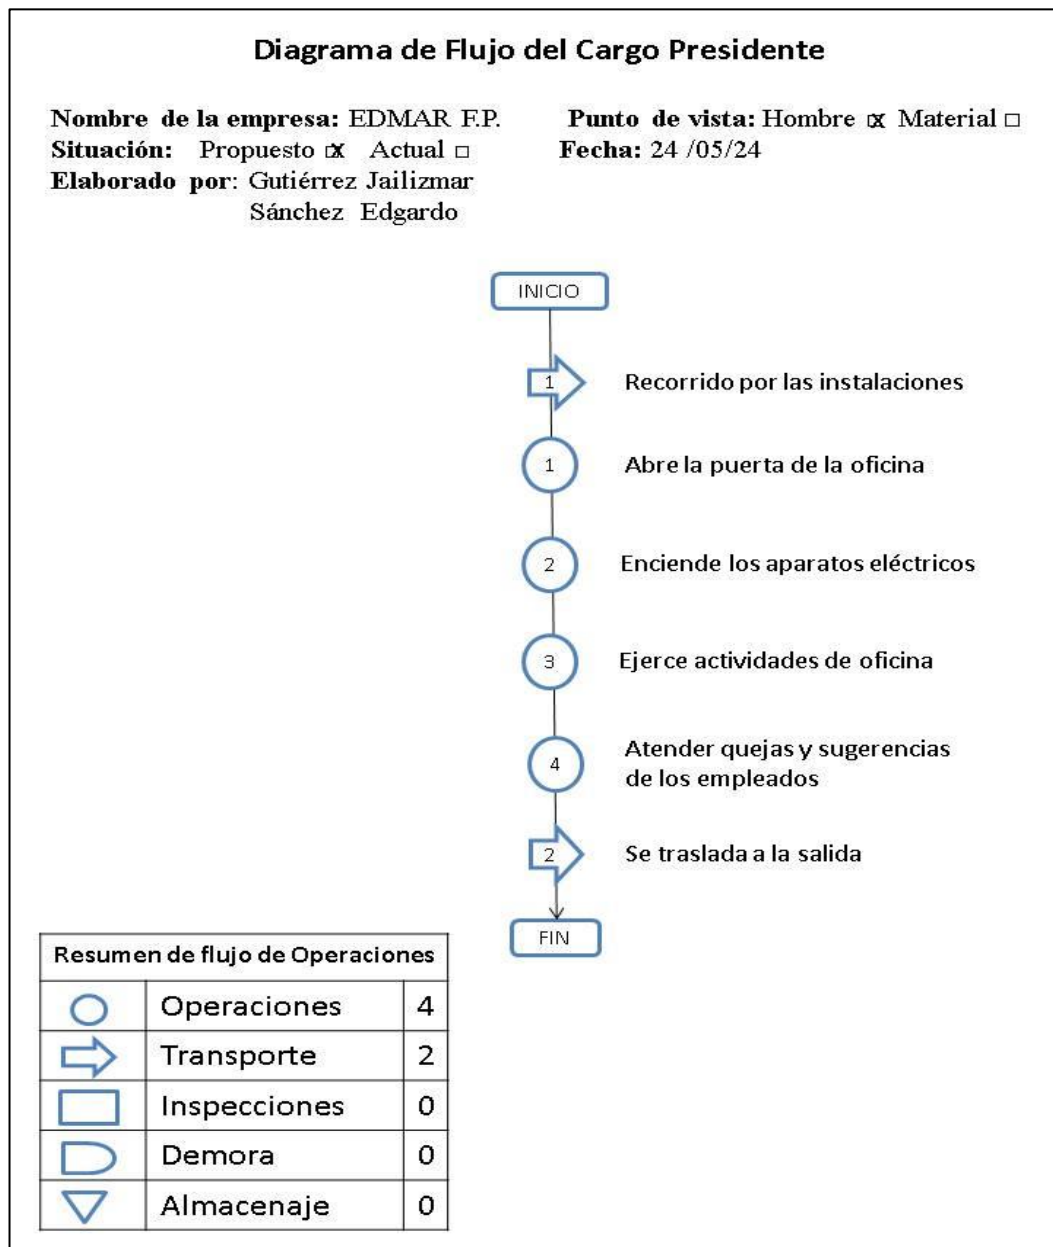 Diagrama de Flujo del Cargo Presidente
Nombre de la empresa: EDMAR F.P. Punto de vista: Hombre ☒ Material □
Situación: Propuesto ☒ Actual □ Fecha: 24 /05/24
Elaborado por: Gutiérrez Jailizmar
Sánchez Edgardo
INICIO
1 Recorrido por las instalaciones
1 Abre la puerta de la oficina
2 Enciende los aparatos eléctricos
3 Ejerce actividades de oficina
4 Atender quejas y sugerencias
de los empleados
2 Se traslada a la salida
FIN
Resumen de flujo de Operaciones
Operaciones 4
Transporte 2
Inspecciones 0
Demora 0
Almacenaje 0